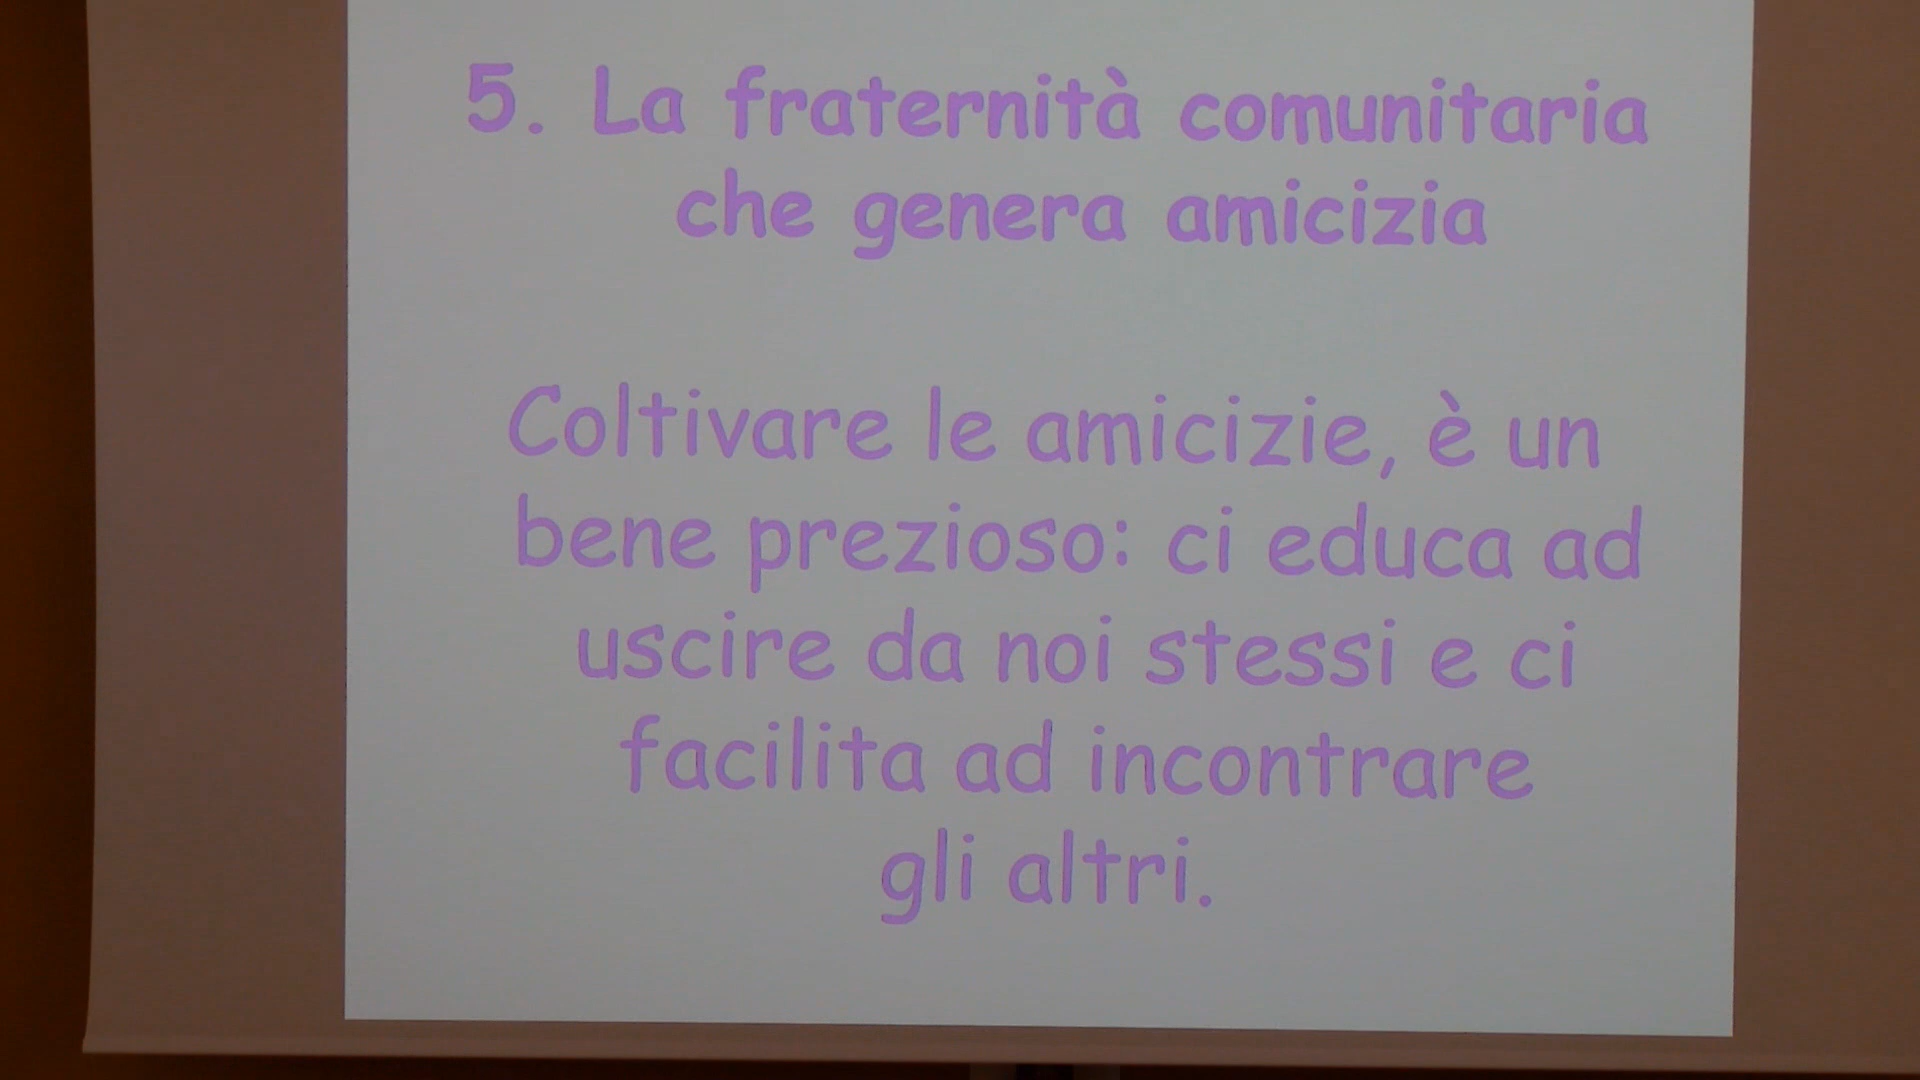 5. La fraternità comunitaria
che genera amicizia
Coltivare le amicizie, è un
bene prezioso: ci educa ad
uscire da noi stessi e ci
facilita ad incontrare
gli altri.